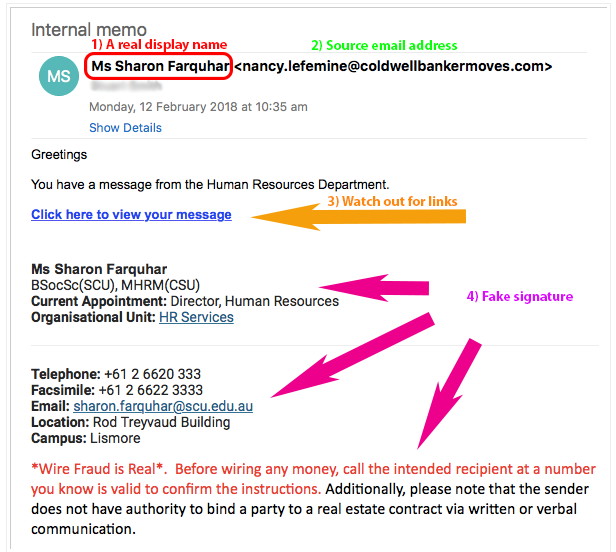 Internal memo
1) A real display name
2) Source email address
MS
Ms Sharon Farquhar <nancy.lefemine@coldwellbankermoves.com>
Monday, 12 February 2018 at 10:35 am
Show Details
Greetings
You have a message from the Human Resources Department.
Click here to view your message
3) Watch out for links
Ms Sharon Farquhar
BSocSc(SCU), MHRM(CSU)
Current Appointment: Director, Human Resources
4) Fake signature
Organisational Unit: HR Services
Telephone: +61 2 6620 333
Facsimile: +61 2 6622 3333
Email: sharon.farquhar@scu.edu.au
Location: Rod Treyvaud Building
Campus: Lismore
*Wire Fraud is Real*. Before wiring any money, call the intended recipient at a number
you know is valid to confirm the instructions. Additionally, please note that the sender
does not have authority to bind a party to a real estate contract via written or verbal
communication.